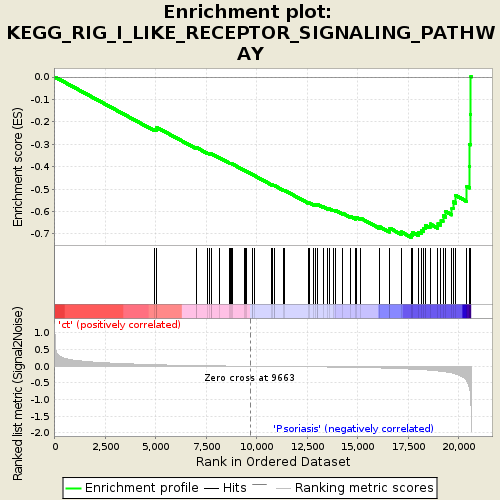 Enrichment plot:
KEGG_RIG_I_LIKE_RECEPTOR_SIGNALING_PATHW
AY
Enrichment score (ES)
0.0
-0.1
-0.2
-0.3
-0.4
-0.5
-0.6
-0.7
'ct' (positively correlated)
Ranked list metric (Signal2Noise)
1.0
0.5
0.0
-0.5
-1.0
-1.5
-2.0
Zero cross at 9663
'Psoriasis' (negatively correlated)
0
2,500
5,000
7,500
10,000
12,500
15,000
17,500
20,000
Rank in Ordered Dataset
Enrichment profile
Hits
Ranking metric scores